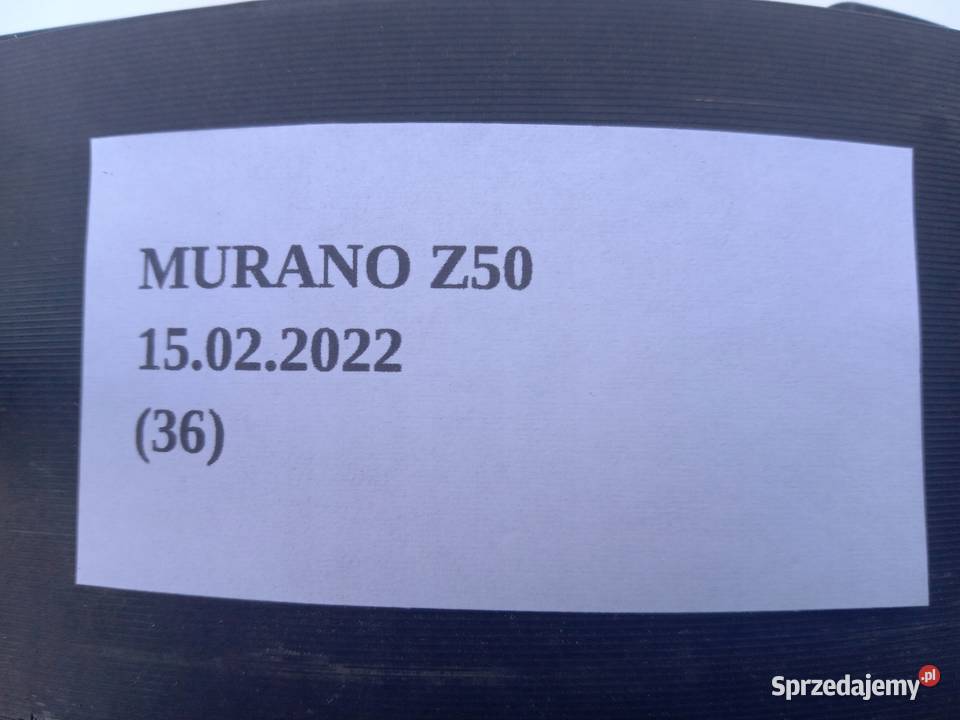 MURANO Z50
15.02.2022
(36)
Sprzedajemy.pl